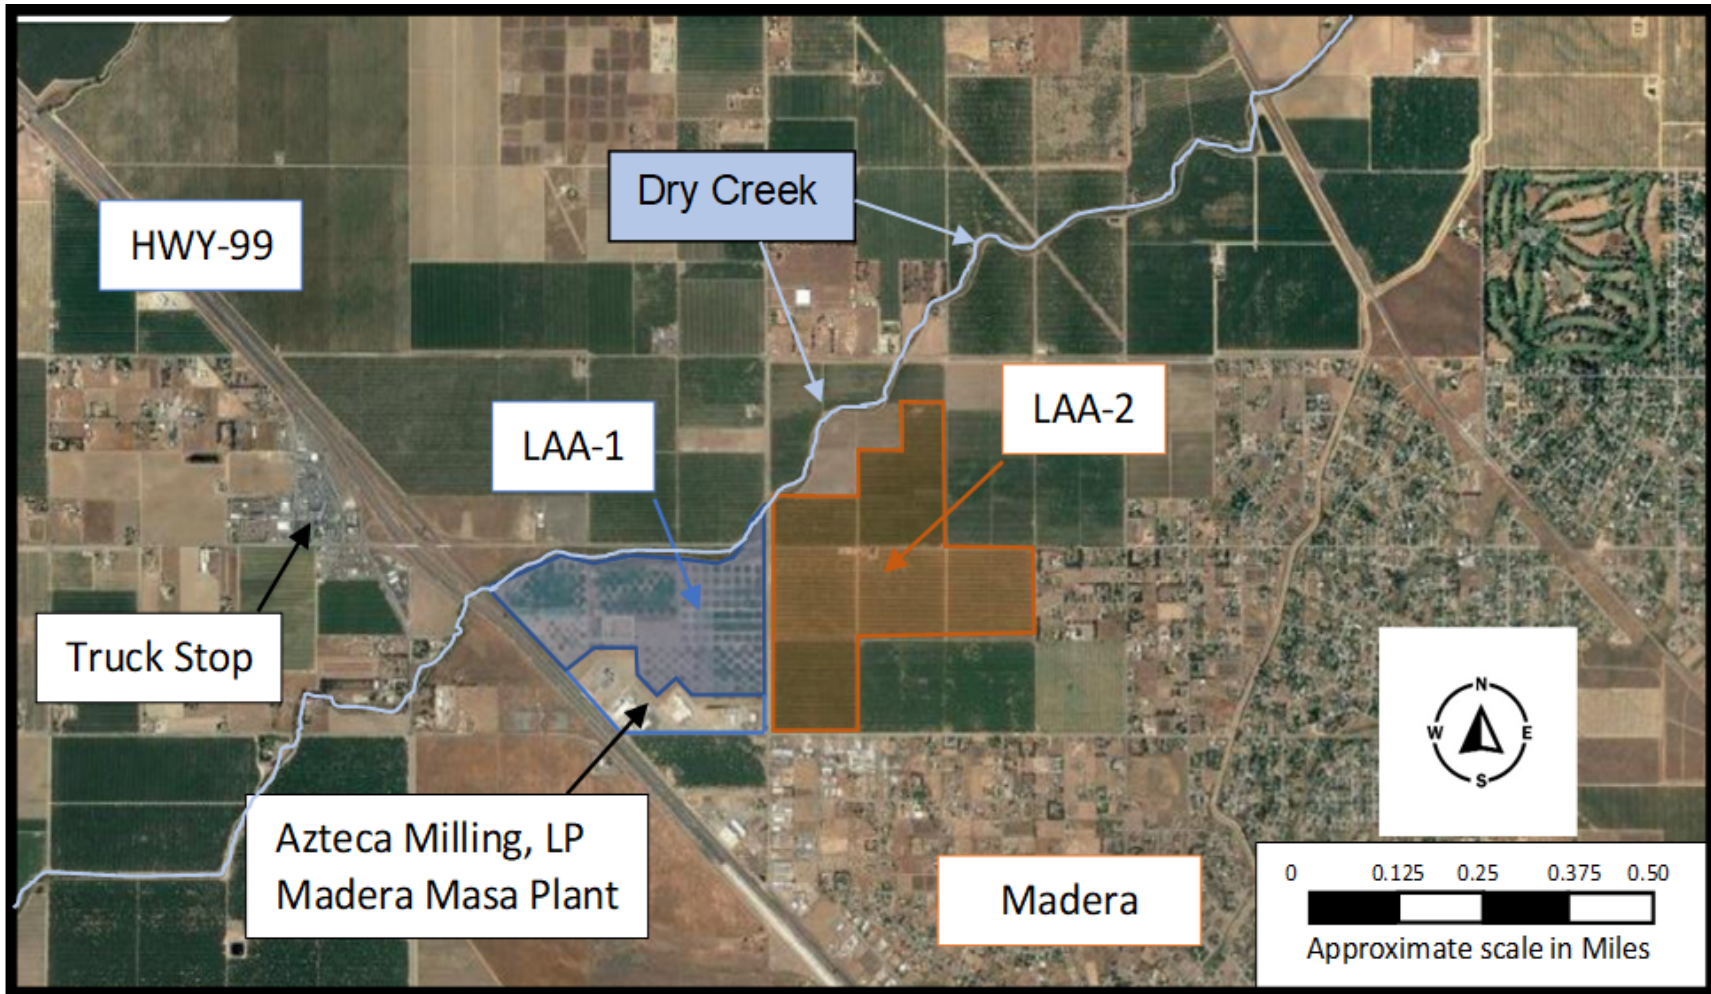 Dry Creek
HWY-99
LAA-2
LAA-1
Truck Stop
N
W E
S
Azteca Milling, LP
Madera Masa Plant
Madera
0 0.125 0.25 0.375 0.50
Approximate scale in Miles